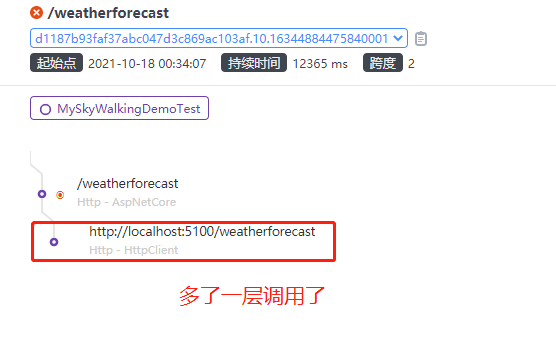 /weatherforecast
d1187b93faf37abc047d3c869ac103af.10.16344884475840001
起始点 2021-10-18 00:34:07 持续时间 12365 ms 跨度 2
MySkyWalkingDemoTest
/weatherforecast
Http - AspNetCore
http://localhost:5100/weatherforecast
Http - HttpClient
多了一层调用了